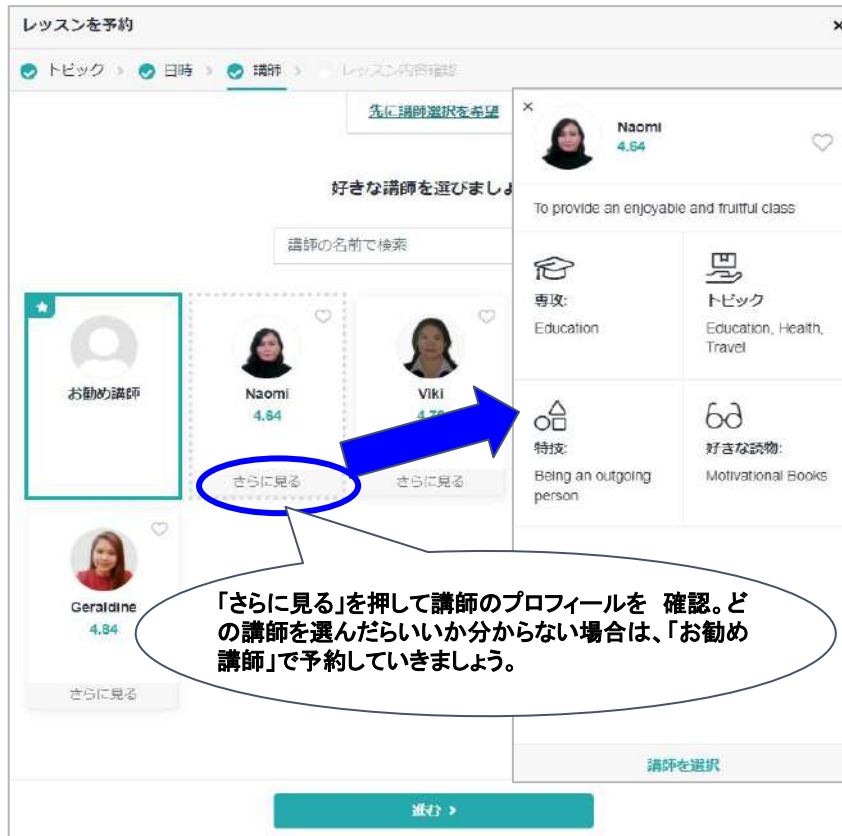 レッスンを予約
×
トピック > 日時 > 講師 > レッスン内容確認
先に講師選択を希望
好きな講師を選びましょ
講師の名前で検索
お勧め講師
Naomi
4.64
さらに見る
Viki
さらに見る
Geraldine
4.84
さらに見る
「さらに見る」を押して講師のプロフィールを 確認。ど
の講師を選んだらいいか分からない場合は、「お勧め
講師」で予約していきましょう。
×
Naomi
4.64
To provide an enjoyable and fruitful class
専攻:
Education
トピック
Education, Health,
Travel
特技:
Being an outgoing
person
好きな読物:
Motivational Books
講師を選択
進む >